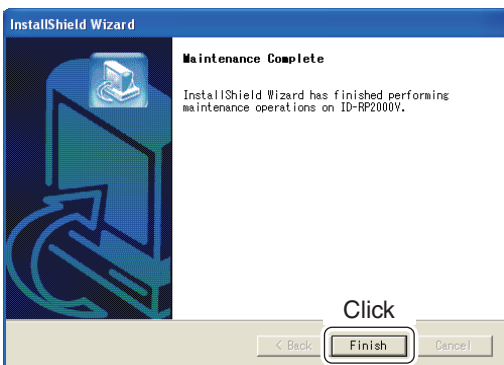 InstallShield Wizard
Maintenance Complete
InstallShield Wizard has finished performing
maintenance operations on ID-RP2000V.
Click
< Back
Finish
Cancel